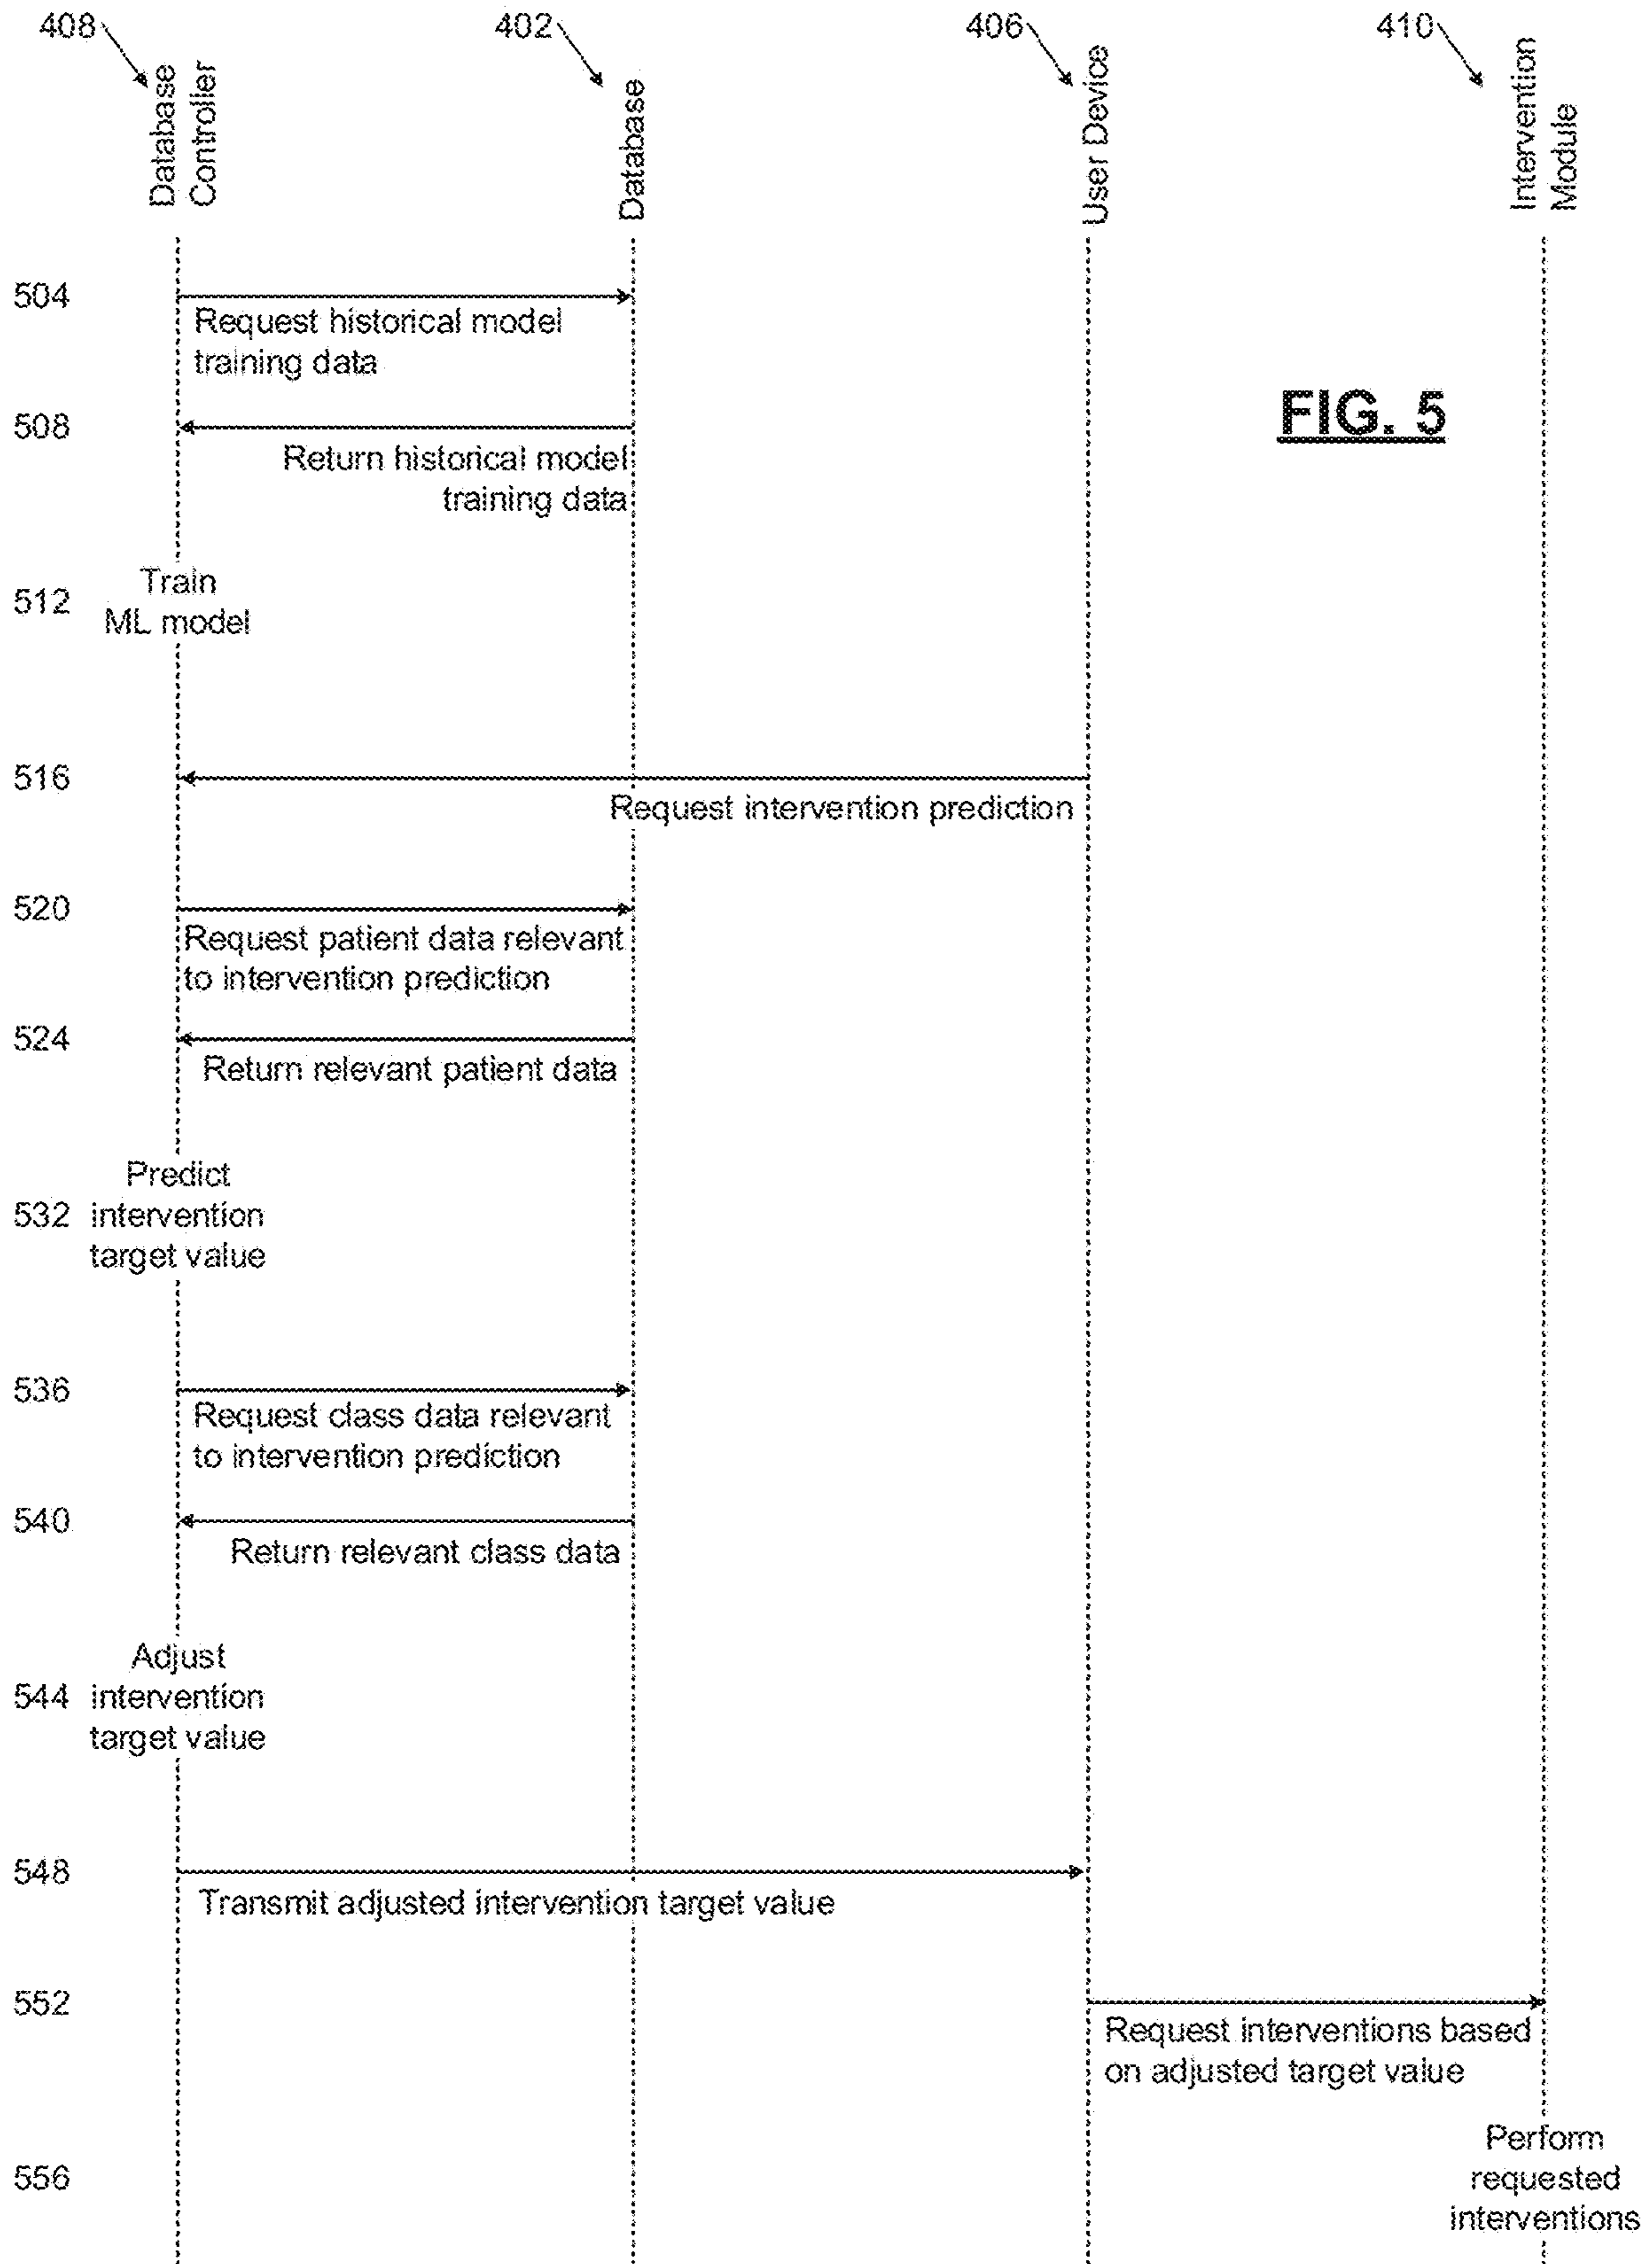 408
402
406
410
Database
Controller
Database
User Device
Intervention
Module
504
Request historical model
training data
FIG. 5
508
Return historical model
training data
512
Train
ML model
516
Request intervention prediction
520
Request patient data relevant
to intervention prediction
524
Return relevant patient data
532
Predict
intervention
target value
536
Request class data relevant
to intervention prediction
540
Return relevant class data
544
Adjust
intervention
target value
548
Transmit adjusted intervention target value
552
Request interventions based
on adjusted target value
556
Perform
requested
interventions